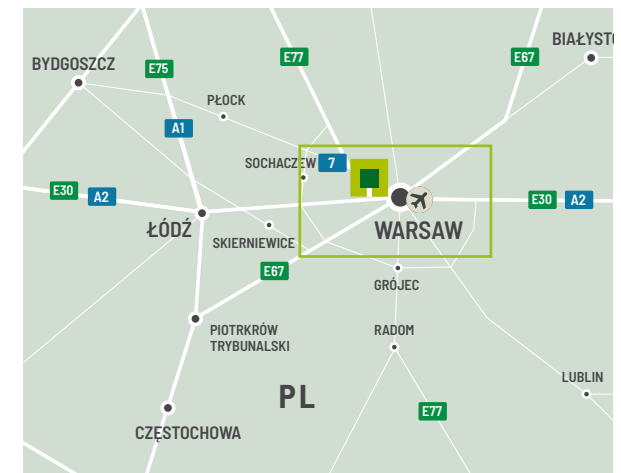 BIAŁYSTO
BYDGOSZCZ
E75
E77
E67
PŁOCK
A1
SOCHACZEW
7
E30
A2
E30
A2
ŁÓDŹ
WARSAW
SKIERNIEWICE
E67
GRÓJEC
PIOTRKRÓW
TRYBUNALSKI
RADOM
LUBLIN
PL
E77
CZĘSTOCHOWA